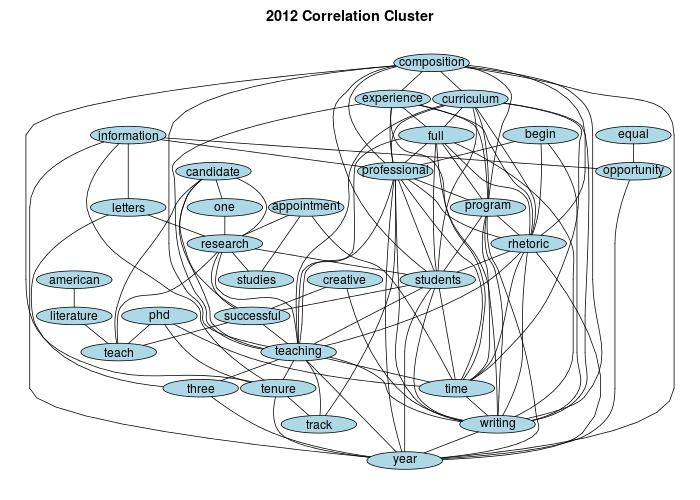 2012 Correlation Cluster
composition
experience
curriculum
information
full
begin
equal
candidate
professional
opportunity
letters
one
appointment
program
research
rhetoric
american
studies
creative
students
literature
phd
successful
teach
teaching
three
tenure
time
track
writing
year